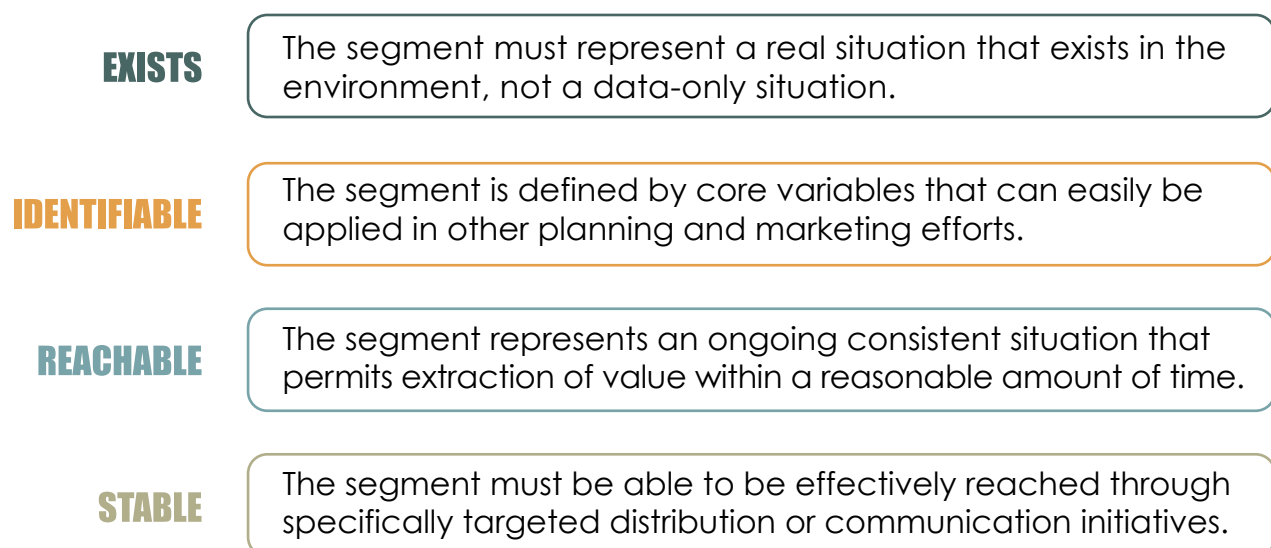 EXISTS
The segment must represent a real situation that exists in the
environment, not a data-only situation.
IDENTIFIABLE
The segment is defined by core variables that can easily be
applied in other planning and marketing efforts.
REACHABLE
The segment represents an ongoing consistent situation that
permits extraction of value within a reasonable amount of time.
STABLE
The segment must be able to be effectively reached through
specifically targeted distribution or communication initiatives.